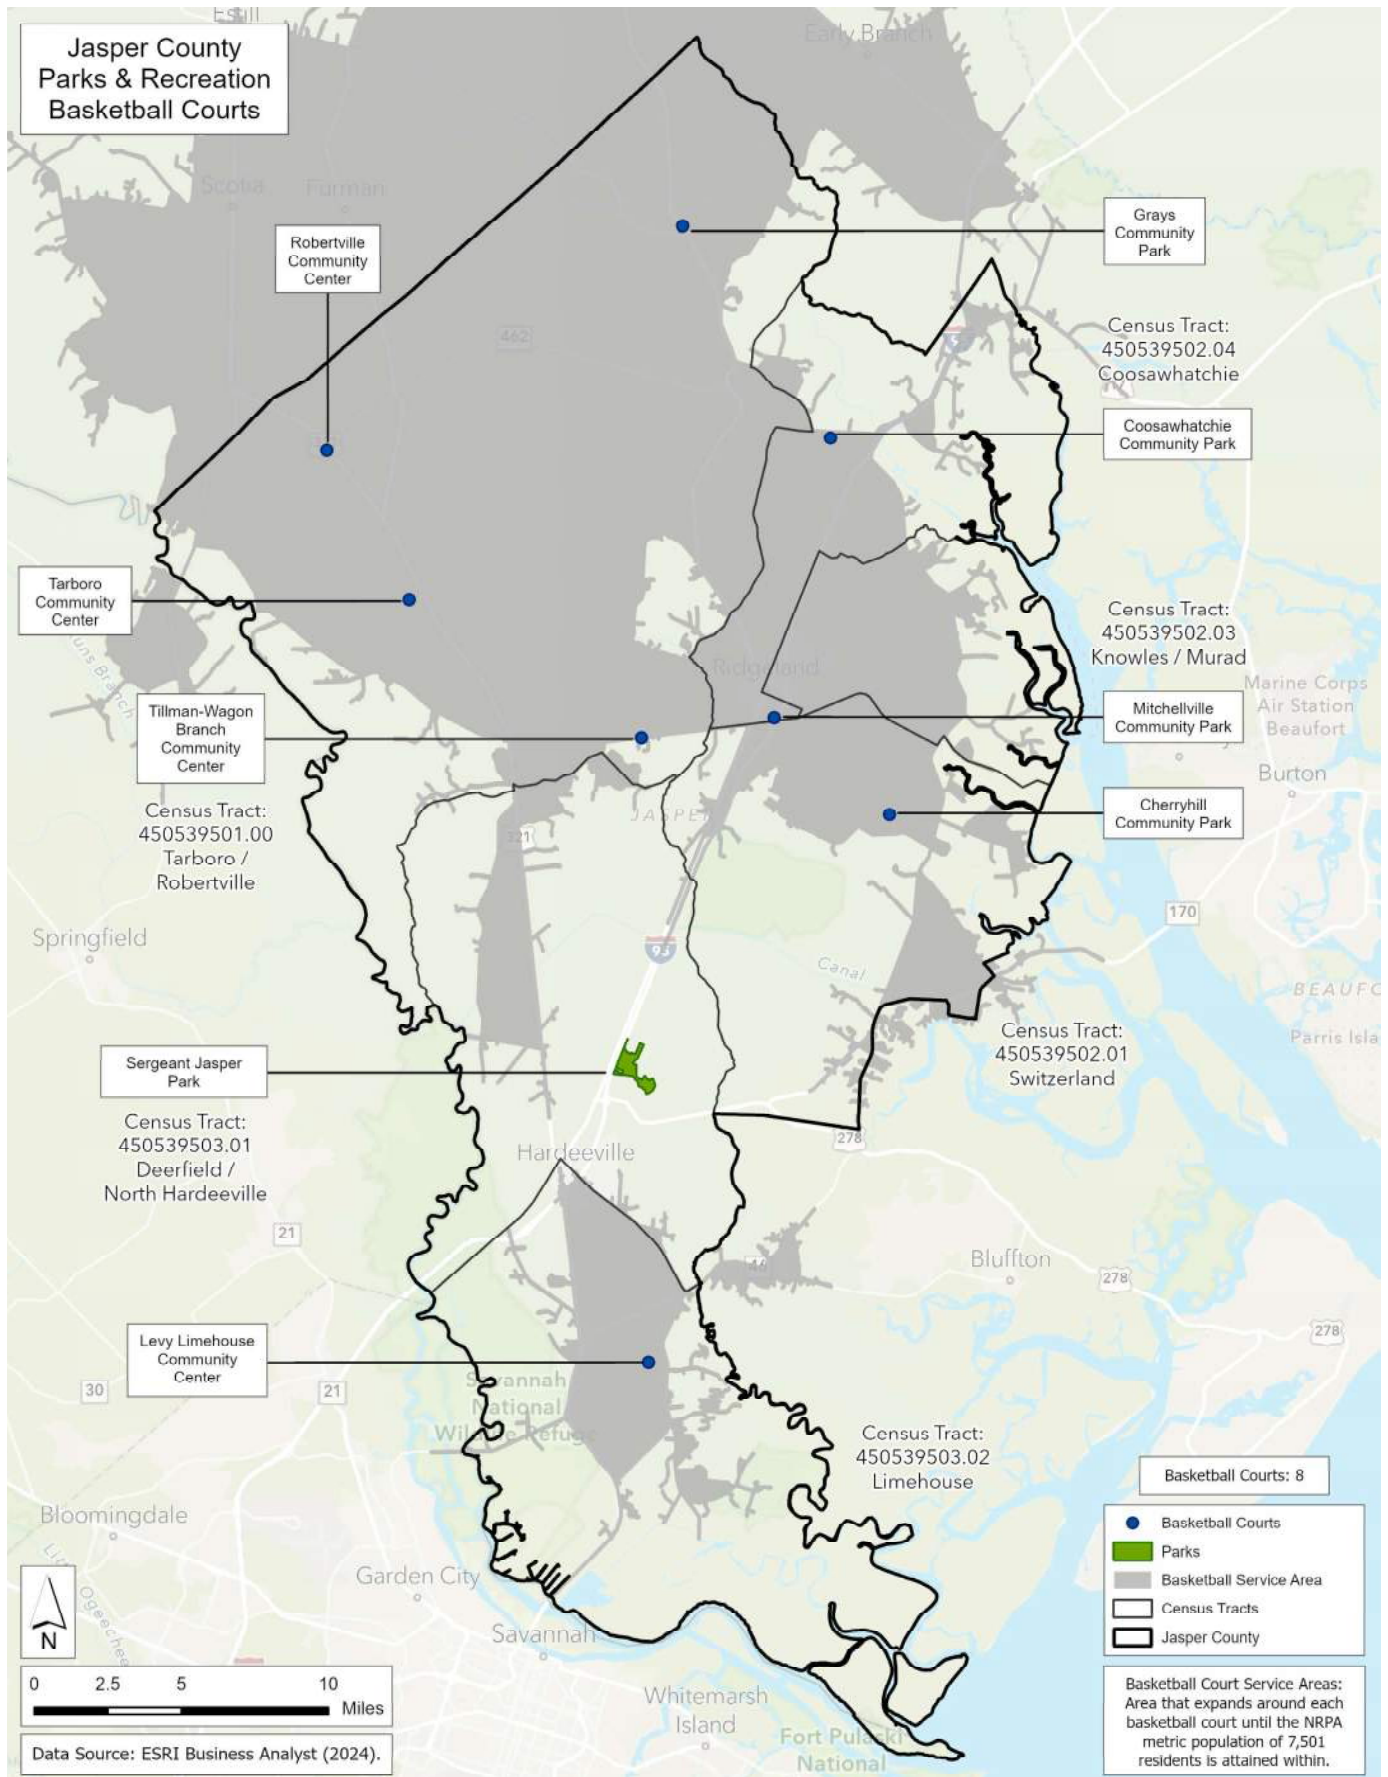 Estill
Early Branch
Jasper County
Parks & Recreation
Basketball Courts
Scotia
Furman
Robertville
Community
Center
Grays
Community
Park
462
Census Tract:
450539502.04
Coosawhatchie
Coosawhatchie
Community Park
Tarboro
Community
Center
Census Tract:
450539502.03
Knowles / Murad
Ridgeland
Marine Corps
Air Station
Beaufort
Tillman-Wagon
Branch
Community
Center
Mitchellville
Community Park
Burton
Cherryhill
Community Park
Census Tract:
450539501.00
Tarboro /
Robertville
JASPER
321
170
Springfield
95
Canal
BEAUFO
Parris Isla
Census Tract:
450539502.01
Switzerland
Sergeant Jasper
Park
Census Tract:
450539503.01
Deerfield /
North Hardeeville
278
Hardeeville
21
46
Bluffton
278
278
Levy Limehouse
Community
Center
30
21
Savannah
National
Wildlife Refuge
Census Tract:
450539503.02
Limehouse
Basketball Courts: 8
Bloomingdale
Basketball Courts
Parks
Basketball Service Area
Census Tracts
Jasper County
Garden City
Ogeechee
N
Savannah
0 2.5 5 10
Miles
Whitemarsh
Island
Fort Pulaski
National
Data Source: ESRI Business Analyst (2024).
Basketball Court Service Areas:
Area that expands around each
basketball court until the NRPA
metric population of 7,501
residents is attained within.